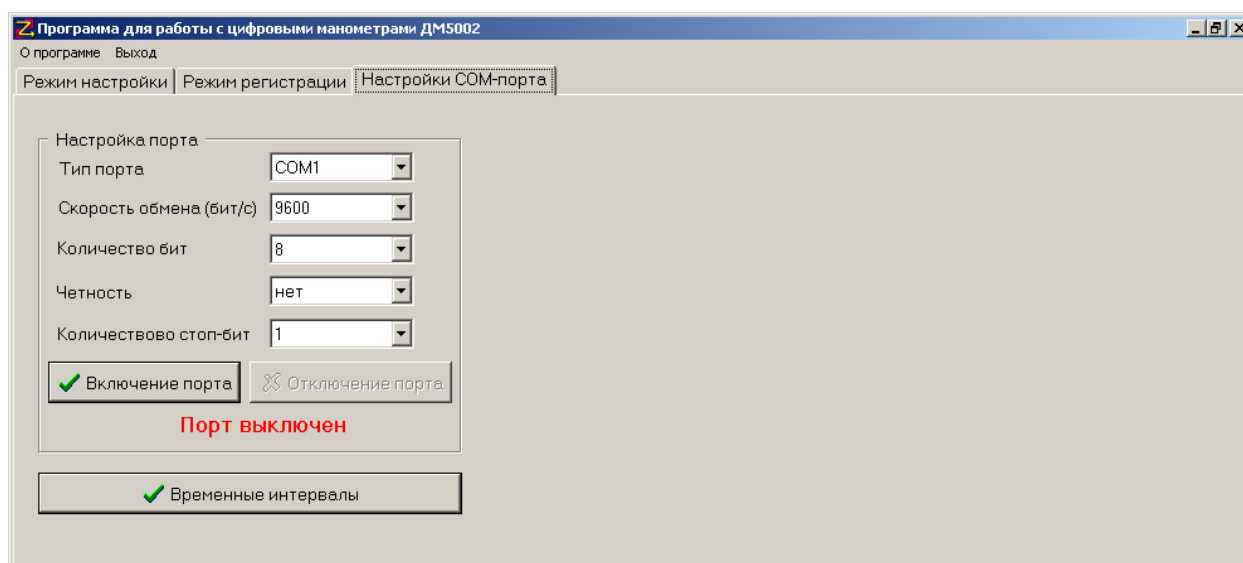 Программа для работы с цифровыми манометрами ДМ5002
О программе Выход
Режим настройки Режим регистрации Настройки COM-порта
Настройка порта
Тип порта COM1
Скорость обмена (бит/с) 9600
Количество бит 8
Четность нет
Количествово стоп-бит 1
Включение порта Отключение порта
Порт выключен
Временные интервалы